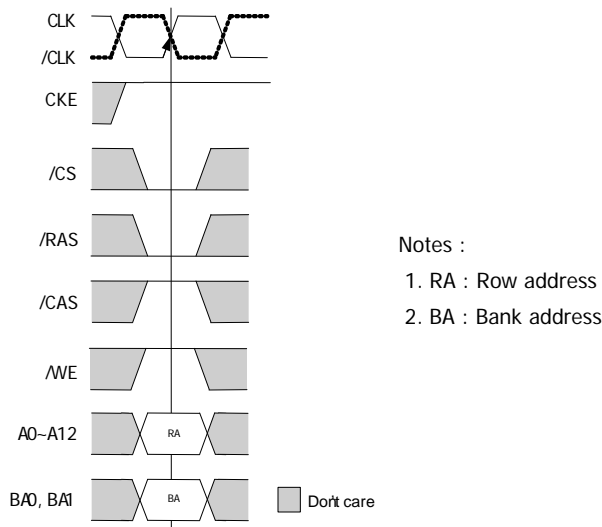 CLK
/CLK
CKE
/CS
/RAS
/CAS
/WE
A0~A12
RA
BA0, BA1
BA
Don't care
Notes :
1. RA : Row address
2. BA : Bank address